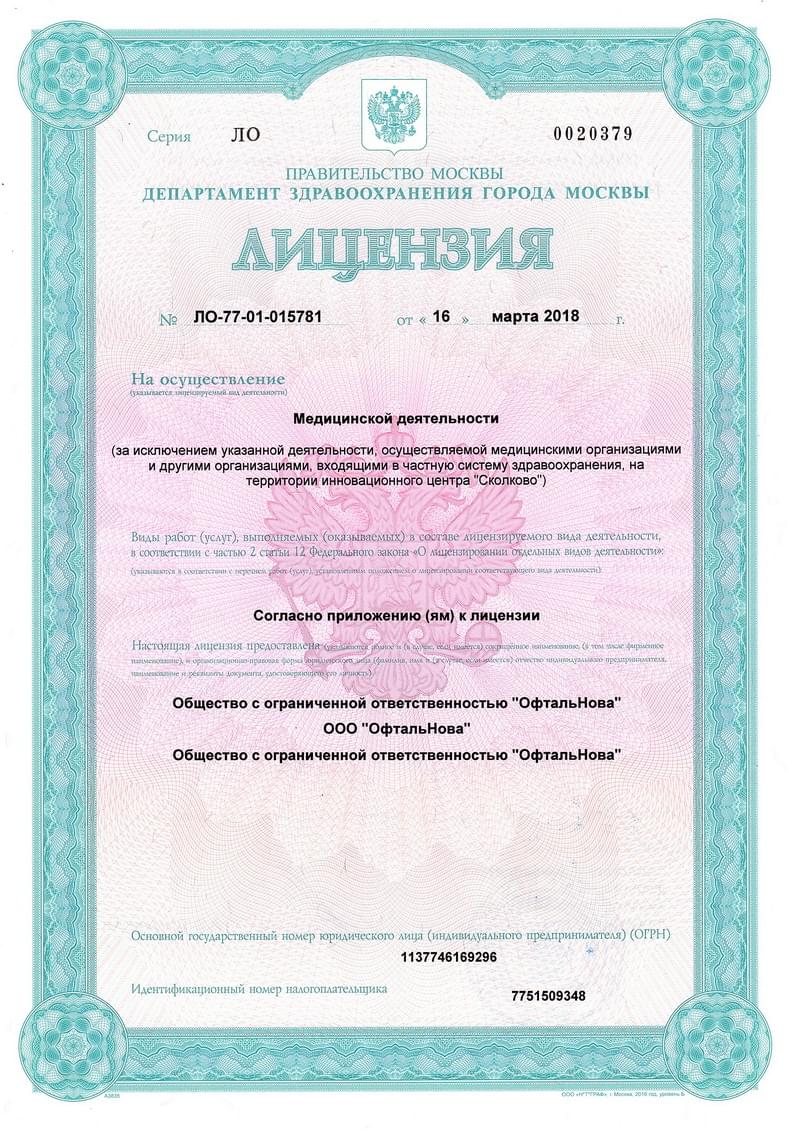 Серия ЛО 0020379
ПРАВИТЕЛЬСТВО МОСКВЫ
ДЕПАРТАМЕНТ ЗДРАВООХРАНЕНИЯ ГОРОДА МОСКВЫ
ЛИЦЕНЗИЯ
№ ЛО-77-01-015781 от « 16 » марта 2018 г.
На осуществление
(указывается лицензируемый вид деятельности)
Медицинской деятельности
(за исключением указанной деятельности, осуществляемой медицинскими организациями
и другими организациями, входящими в частную систему здравоохранения, на
территории инновационного центра "Сколково")
Виды работ (услуг), выполняемых (оказываемых) в составе лицензируемого вида деятельности,
в соответствии с частью 2 статьи 12 Федерального закона «О лицензировании отдельных видов деятельности»:
(указываются в соответствии с перечнем работ (услуг), установленным положением о лицензировании соответствующего вида деятельности)
Согласно приложению (ям) к лицензии
Настоящая лицензия предоставлена (указываются полное и (в случае, если имеется) сокращённое наименование, (в том числе фирменное
наименование), и организационно-правовая форма юридического лица (фамилия, имя и (в случае, если имеется) отчество индивидуального предпринимателя,
наименование и реквизиты документа, удостоверяющего его личность)
Общество с ограниченной ответственностью "ОфтальНова"
ООО "ОфтальНова"
Общество с ограниченной ответственностью "ОфтальНова"
Основной государственный номер юридического лица (индивидуального предпринимателя) (ОГРН)
1137746169296
Идентификационный номер налогоплательщика
7751509348
А3835 ООО «Н*Т*ГРАФ», г. Москва, 2016 год, уровень Б